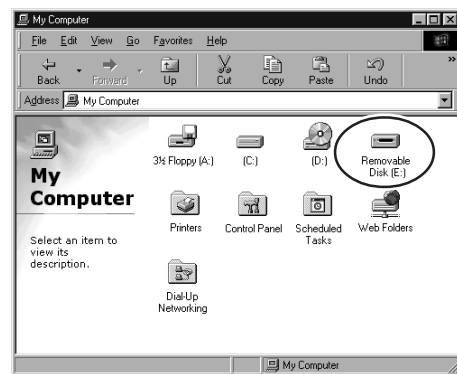 My Computer
File Edit View Go Favorites Help
Back Forward Up Cut Copy Paste Undo »
Address My Computer
My Computer
Select an item to
view its
description.
3½ Floppy (A:) (C:) (D:) Removable
Disk (E:)
Printers Control Panel Scheduled
Tasks Web Folders
Dial-Up
Networking
My Computer